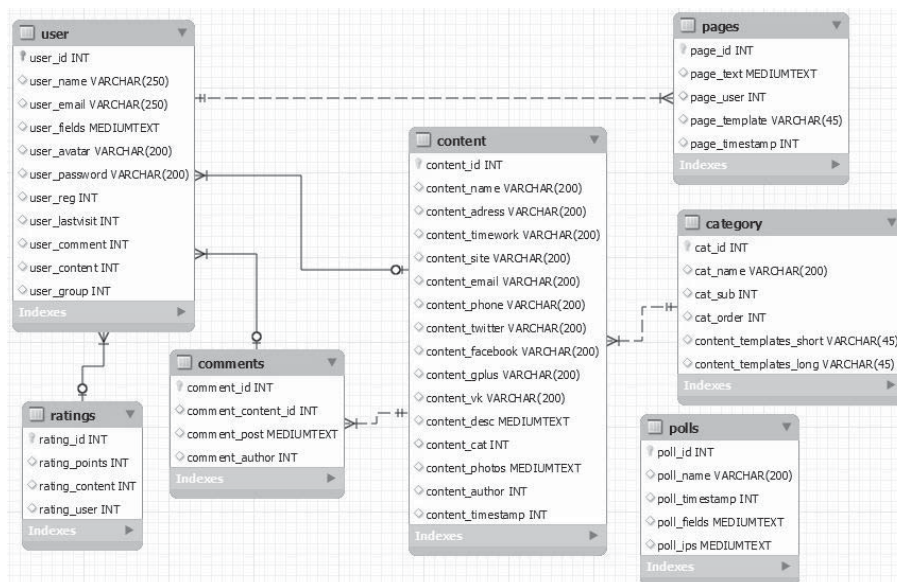 user
user_id INT
user_name VARCHAR(250)
user_email VARCHAR(250)
user_fields MEDIUMTEXT
user_avatar VARCHAR(200)
user_password VARCHAR(200)
user_reg INT
user_lastvisit INT
user_comment INT
user_content INT
user_group INT
Indexes
ratings
rating_id INT
rating_points INT
rating_content INT
rating_user INT
Indexes
comments
comment_id INT
comment_content_id INT
comment_post MEDIUMTEXT
comment_author INT
Indexes
content
content_id INT
content_name VARCHAR(200)
content_adress VARCHAR(200)
content_timework VARCHAR(200)
content_site VARCHAR(200)
content_email VARCHAR(200)
content_phone VARCHAR(200)
content_twitter VARCHAR(200)
content_facebook VARCHAR(200)
content_gplus VARCHAR(200)
content_vk VARCHAR(200)
content_desc MEDIUMTEXT
content_cat INT
content_photos MEDIUMTEXT
content_author INT
content_timestamp INT
Indexes
pages
page_id INT
page_text MEDIUMTEXT
page_user INT
page_template VARCHAR(45)
page_timestamp INT
Indexes
category
cat_id INT
cat_name VARCHAR(200)
cat_sub INT
cat_order INT
content_templates_short VARCHAR(45)
content_templates_long VARCHAR(45)
Indexes
polls
poll_id INT
poll_name VARCHAR(200)
poll_timestamp INT
poll_fields MEDIUMTEXT
poll_ips MEDIUMTEXT
Indexes